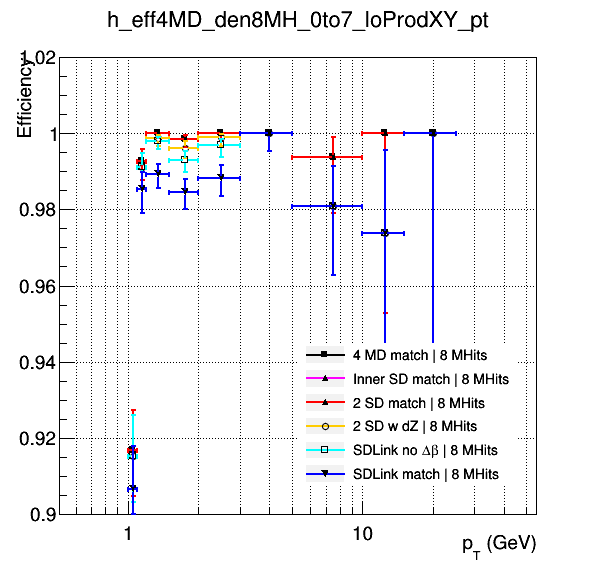 h_eff4MD_den8MH_0to7_loProdXY_pt
Efficiency
1.02
1
0.98
0.96
0.94
0.92
0.9
4 MD match | 8 MHits
Inner SD match | 8 MHits
2 SD match | 8 MHits
2 SD w dZ | 8 MHits
SDLink no Δβ | 8 MHits
SDLink match | 8 MHits
1
10
p_T (GeV)